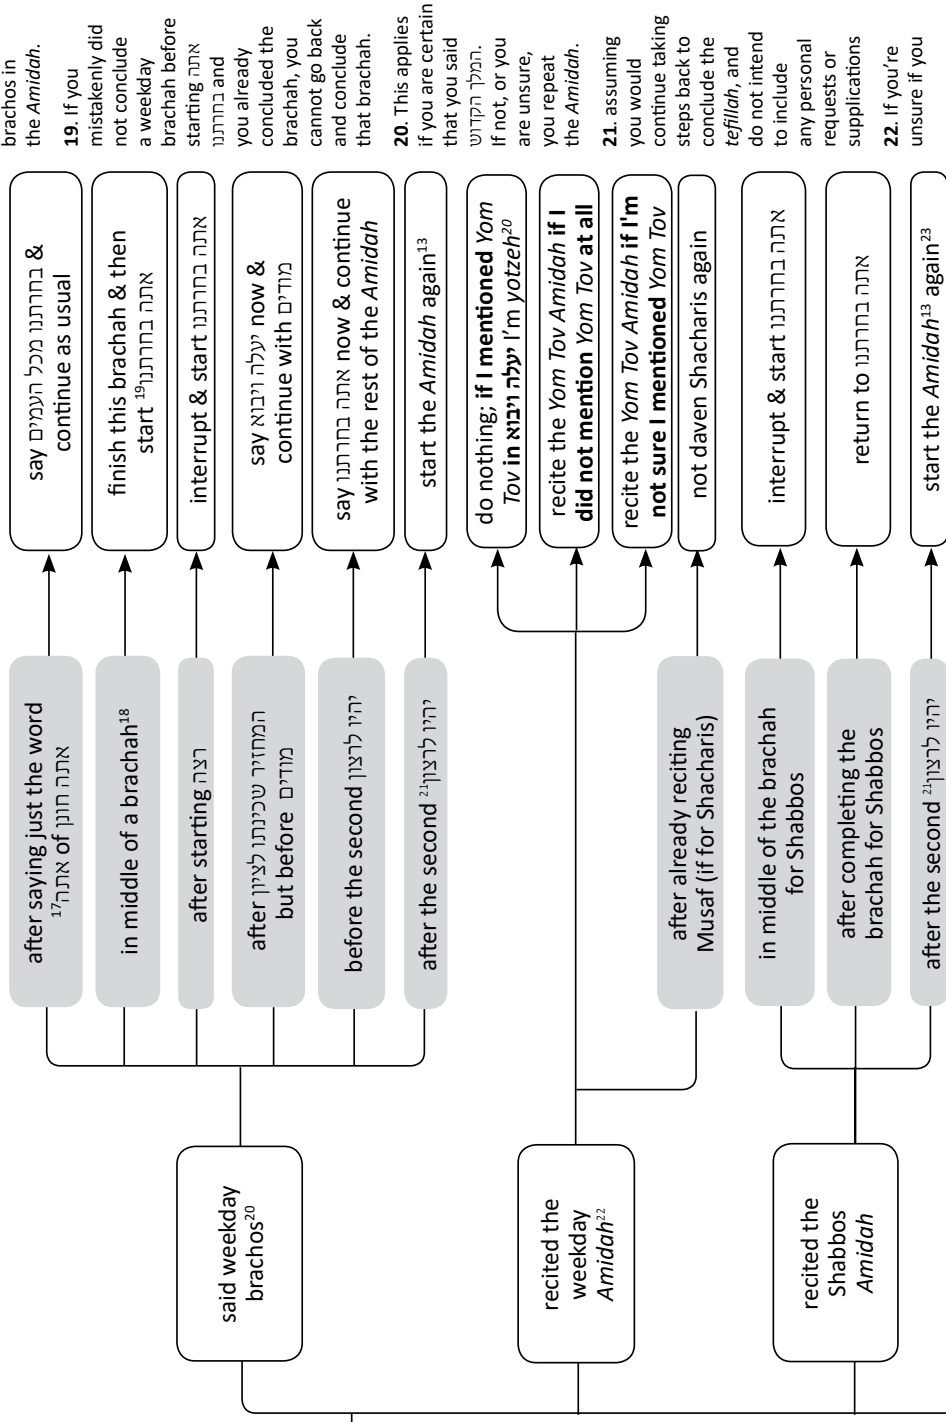 said weekday
brachos20
recited the
weekday
Amidah22
recited the
Shabbos
Amidah
after saying just the word
17אתה of אתה חונן
in middle of a brachah18
after starting רצה
after המחזיר שכינתו לציון
but before מודים
before the second יהיו לרצון
after the second יהיו לרצון21
after already reciting
Musaf (if for Shacharis)
in middle of the brachah
for Shabbos
after completing the
brachah for Shabbos
after the second יהיו לרצון21
say בחרתנו מכל העמים &
continue as usual
finish this brachah & then
start אתה בחרתנו19
interrupt & start אתה בחרתנו
say יעלה ויבוא now &
continue with מודים
say אתה בחרתנו now & continue
with the rest of the Amidah
start the Amidah again13
do nothing; if I mentioned Yom
Tov in יעלה ויבוא I'm yotzeh20
recite the Yom Tov Amidah if I
did not mention Yom Tov at all
recite the Yom Tov Amidah if I'm
not sure I mentioned Yom Tov
not daven Shacharis again
interrupt & start אתה בחרתנו
return to אתה בחרתנו
start the Amidah13 again23
brachos in
the Amidah.
19. If you
mistakenly did
not conclude
a weekday
brachah before
starting אתה
בחרתנו and
you already
concluded the
brachah, you
cannot go back
and conclude
that brachah.
20. This applies
if you are certain
that you said
המלך הקדוש.
If not, or you
are unsure,
you repeat
the Amidah.
21. assuming
you would
continue taking
steps back to
conclude the
tefillah, and
do not intend
to include
any personal
requests or
supplications
22. If you're
unsure if you